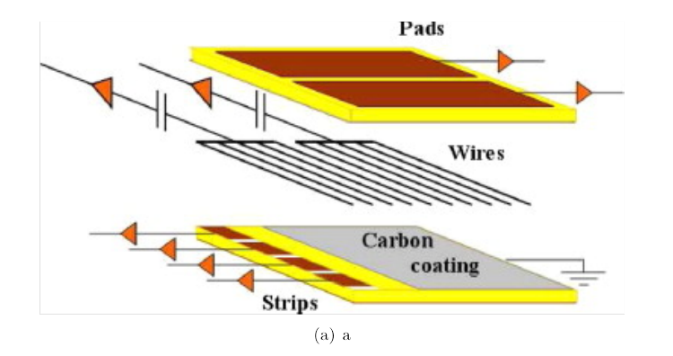 Pads
Wires
Carbon
coating
Strips
(a) a